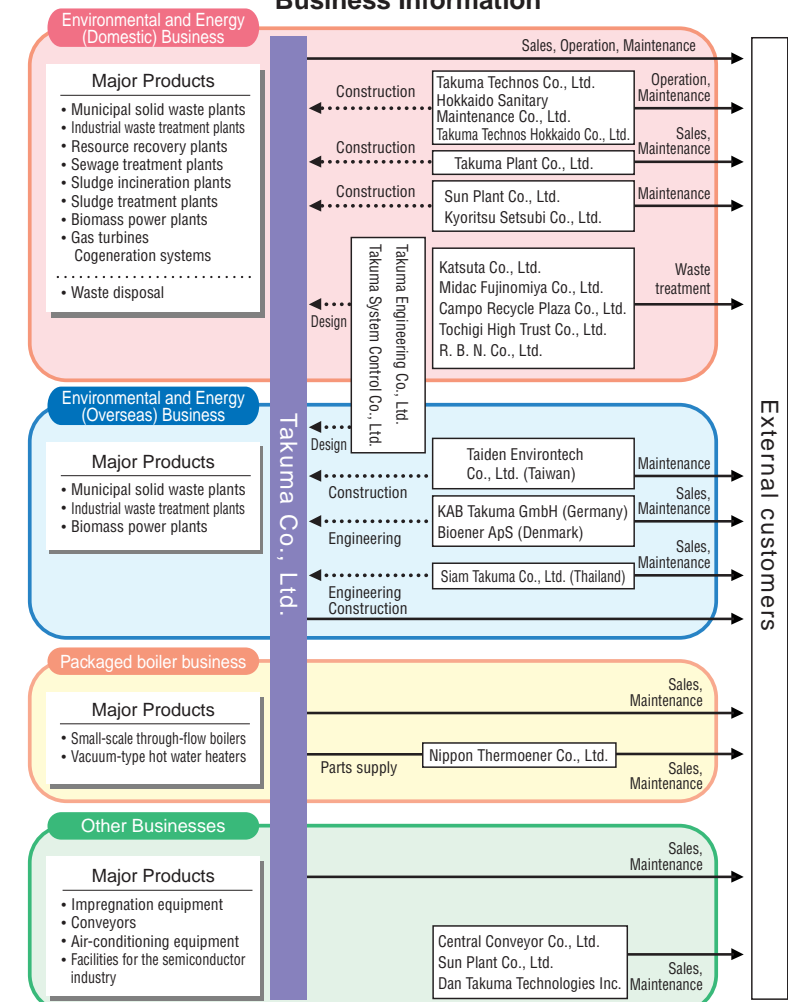 Business Information
Environmental and Energy
(Domestic) Business
Major Products
• Municipal solid waste plants
• Industrial waste treatment plants
• Resource recovery plants
• Sewage treatment plants
• Sludge incineration plants
• Sludge treatment plants
• Biomass power plants
• Gas turbines
Cogeneration systems
• Waste disposal
Sales, Operation, Maintenance
Construction
Takuma Technos Co., Ltd.
Hokkaido Sanitary
Maintenance Co., Ltd.
Takuma Technos Hokkaido Co., Ltd.
Operation,
Maintenance
Construction
Takuma Plant Co., Ltd.
Sales,
Maintenance
Construction
Sun Plant Co., Ltd.
Kyoritsu Setsubi Co., Ltd.
Maintenance
Design
Takuma Engineering Co., Ltd.
Takuma System Control Co., Ltd.
Katsuta Co., Ltd.
Midac Fujinomiya Co., Ltd.
Campo Recycle Plaza Co., Ltd.
Tochigi High Trust Co., Ltd.
R. B. N. Co., Ltd.
Waste
treatment
Takuma Co., Ltd.
External customers
Environmental and Energy
(Overseas) Business
Major Products
• Municipal solid waste plants
• Industrial waste treatment plants
• Biomass power plants
Design
Construction
Taiden Environtech
Co., Ltd. (Taiwan)
Maintenance
Engineering
KAB Takuma GmbH (Germany)
Bioener ApS (Denmark)
Sales,
Maintenance
Engineering
Construction
Siam Takuma Co., Ltd. (Thailand)
Sales,
Maintenance
Packaged boiler business
Major Products
• Small-scale through-flow boilers
• Vacuum-type hot water heaters
Sales,
Maintenance
Parts supply
Nippon Thermoener Co., Ltd.
Sales,
Maintenance
Other Businesses
Major Products
• Impregnation equipment
• Conveyors
• Air-conditioning equipment
• Facilities for the semiconductor
industry
Sales,
Maintenance
Central Conveyor Co., Ltd.
Sun Plant Co., Ltd.
Dan Takuma Technologies Inc.
Sales,
Maintenance